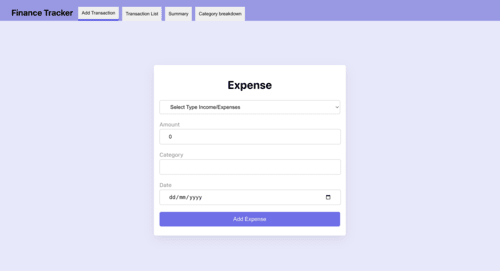 Finance Tracker
Add Transaction
Transaction List
Summary
Category breakdown
Expense
Select Type Income/Expenses
Amount
0
Category
Date
dd/mm/yyyy
Add Expense